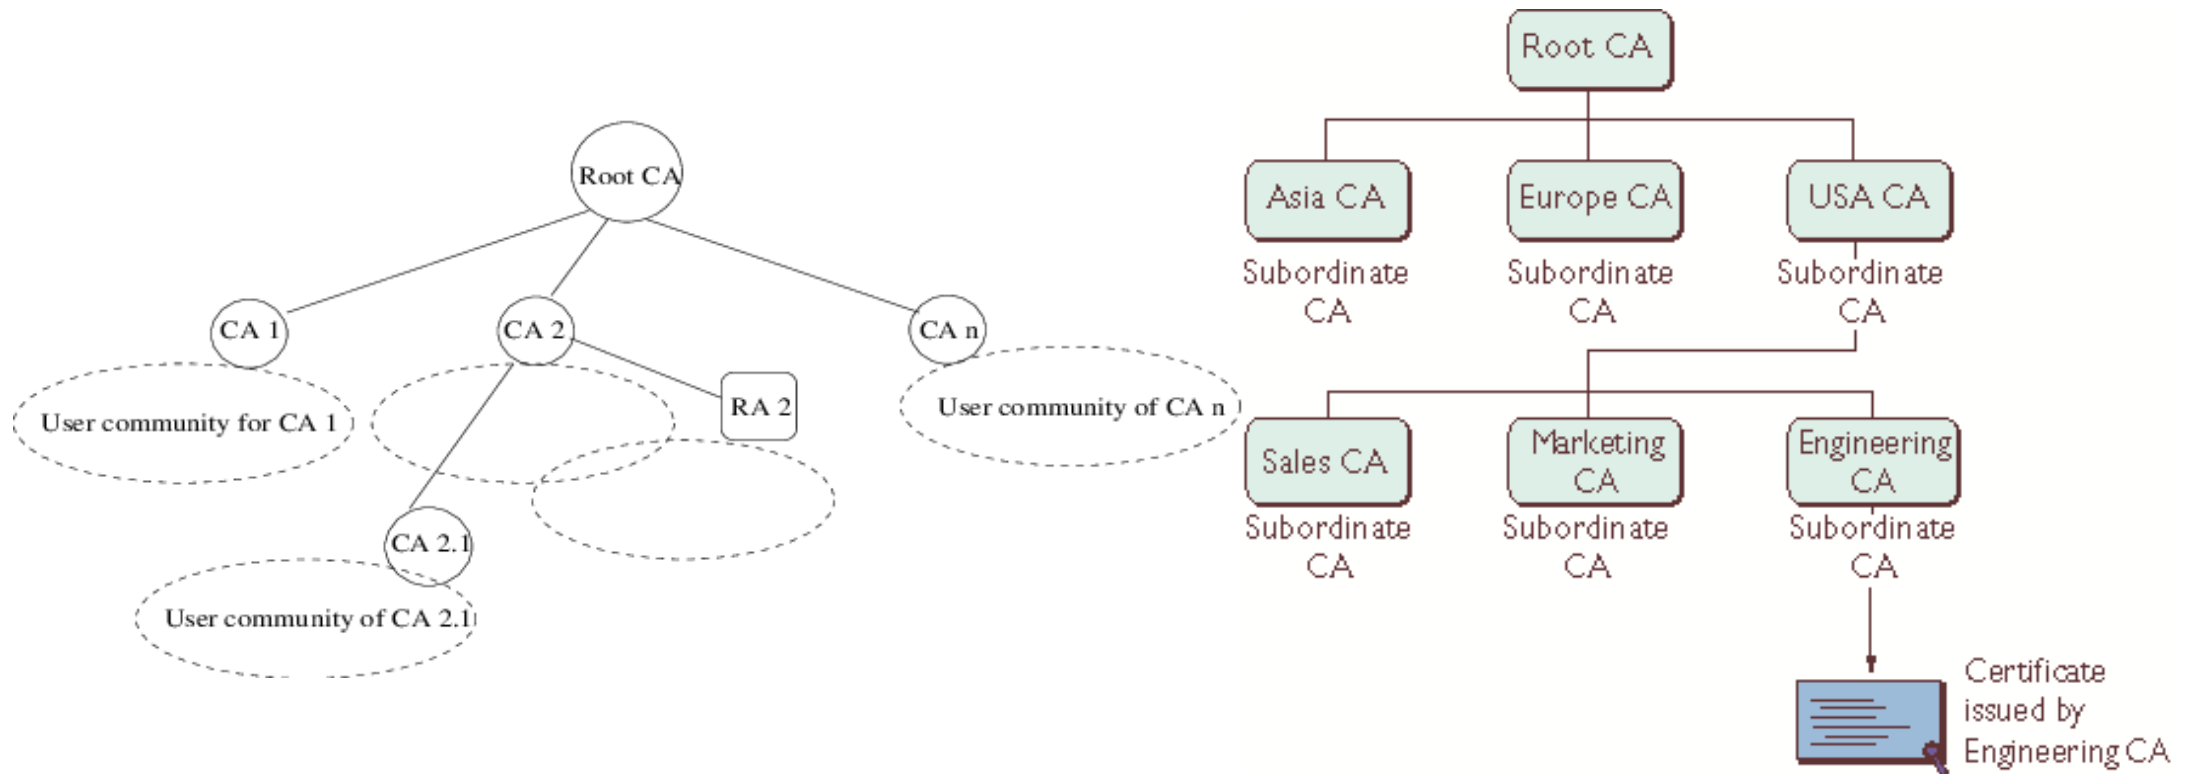 Root CA
CA 1
CA 2
CA n
User community for CA 1
RA 2
User community of CA n
CA 2.1
User community of CA 2.1
Root CA
Asia CA
Europe CA
USA CA
Subordinate
CA
Subordinate
CA
Subordinate
CA
Sales CA
Marketing
CA
Engineering
CA
Subordinate
CA
Subordinate
CA
Subordinate
CA
Certificate
issued by
Engineering CA